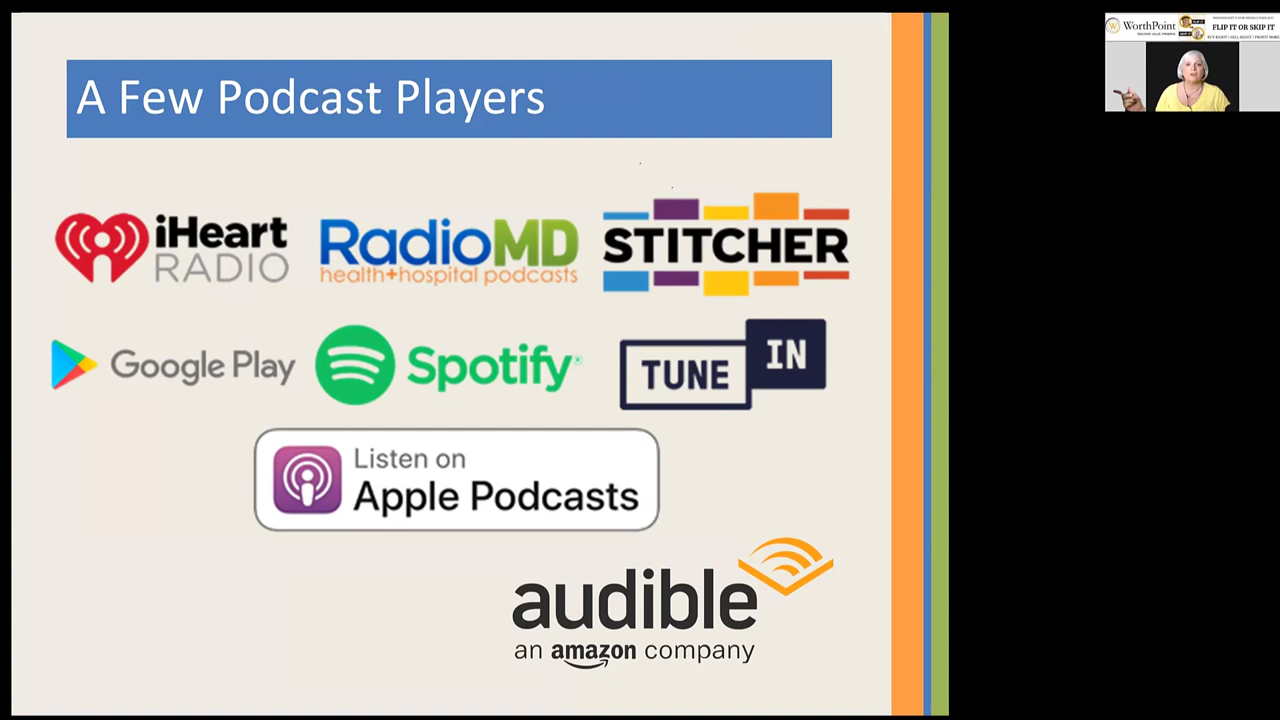 A Few Podcast Players
iHeart
RADIO
RadioMD
health+hospital podcasts
STITCHER
Google Play
Spotify
TUNE
IN
Listen on
Apple Podcasts
audible
an amazon company
WorthPoint
FLIP IT OR SKIP IT